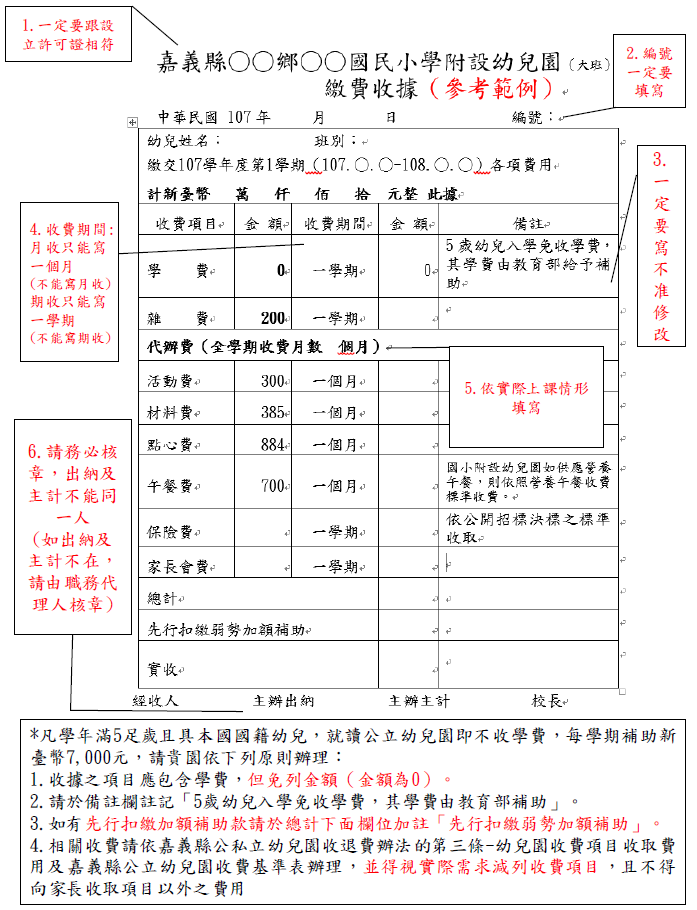 1.一定要跟設
立許可證相符
嘉義縣○○鄉○○國民小學附設幼兒園（大班）
繳費收據（參考範例）
2.編號
一定要
填寫
中華民國 107 年　　月　　日　　編號：
幼兒姓名：　　班別：
繳交107學年度第1學期（107.○.○-108.○.○）各項費用
計新臺幣　萬　仟　佰　拾　元整 此據
3.
一
定
要
寫
不
准
修
改
4.收費期間:
月收只能寫
一個月
(不能寫月收)
期收只能寫
一學期
(不能寫期收)
收費項目　金 額　收費期間　金 額　備註
學　費　0　一學期　0　5歲幼兒入學免收學費，
其學費由教育部給予補
助
雜　費　200　一學期
代辦費（全學期收費月數　個月）
5.依實際上課情形
填寫
活動費　300　一個月
材料費　385　一個月
點心費　884　一個月
午餐費　700　一個月　國小附設幼兒園如供應營養
午餐，則依照營養午餐收費
標準收費。
保險費　一學期　依公開招標決標之標準
收取
家長會費　一學期
總計
先行扣繳弱勢加額補助
實收
6.請務必核
章，出納及
主計不能同
一人
(如出納及
主計不在，
請由職務代
理人核章)
經收人　主辦出納　主辦主計　校長
*凡學年滿5足歲且具本國國籍幼兒，就讀公立幼兒園即不收學費，每學期補助新
臺幣7,000元，請貴園依下列原則辦理：
1.收據之項目應包含學費，但免列金額（金額為0）。
2.請於備註欄註記「5歲幼兒入學免收學費，其學費由教育部補助」。
3.如有先行扣繳加額補助款請於總計下面欄位加註「先行扣繳弱勢加額補助」。
4.相關收費請依嘉義縣公私立幼兒園收退費辦法的第三條-幼兒園收費項目收取費
用及嘉義縣公立幼兒園收費基準表辦理，並得視實際需求減列收費項目，且不得
向家長收取項目以外之費用